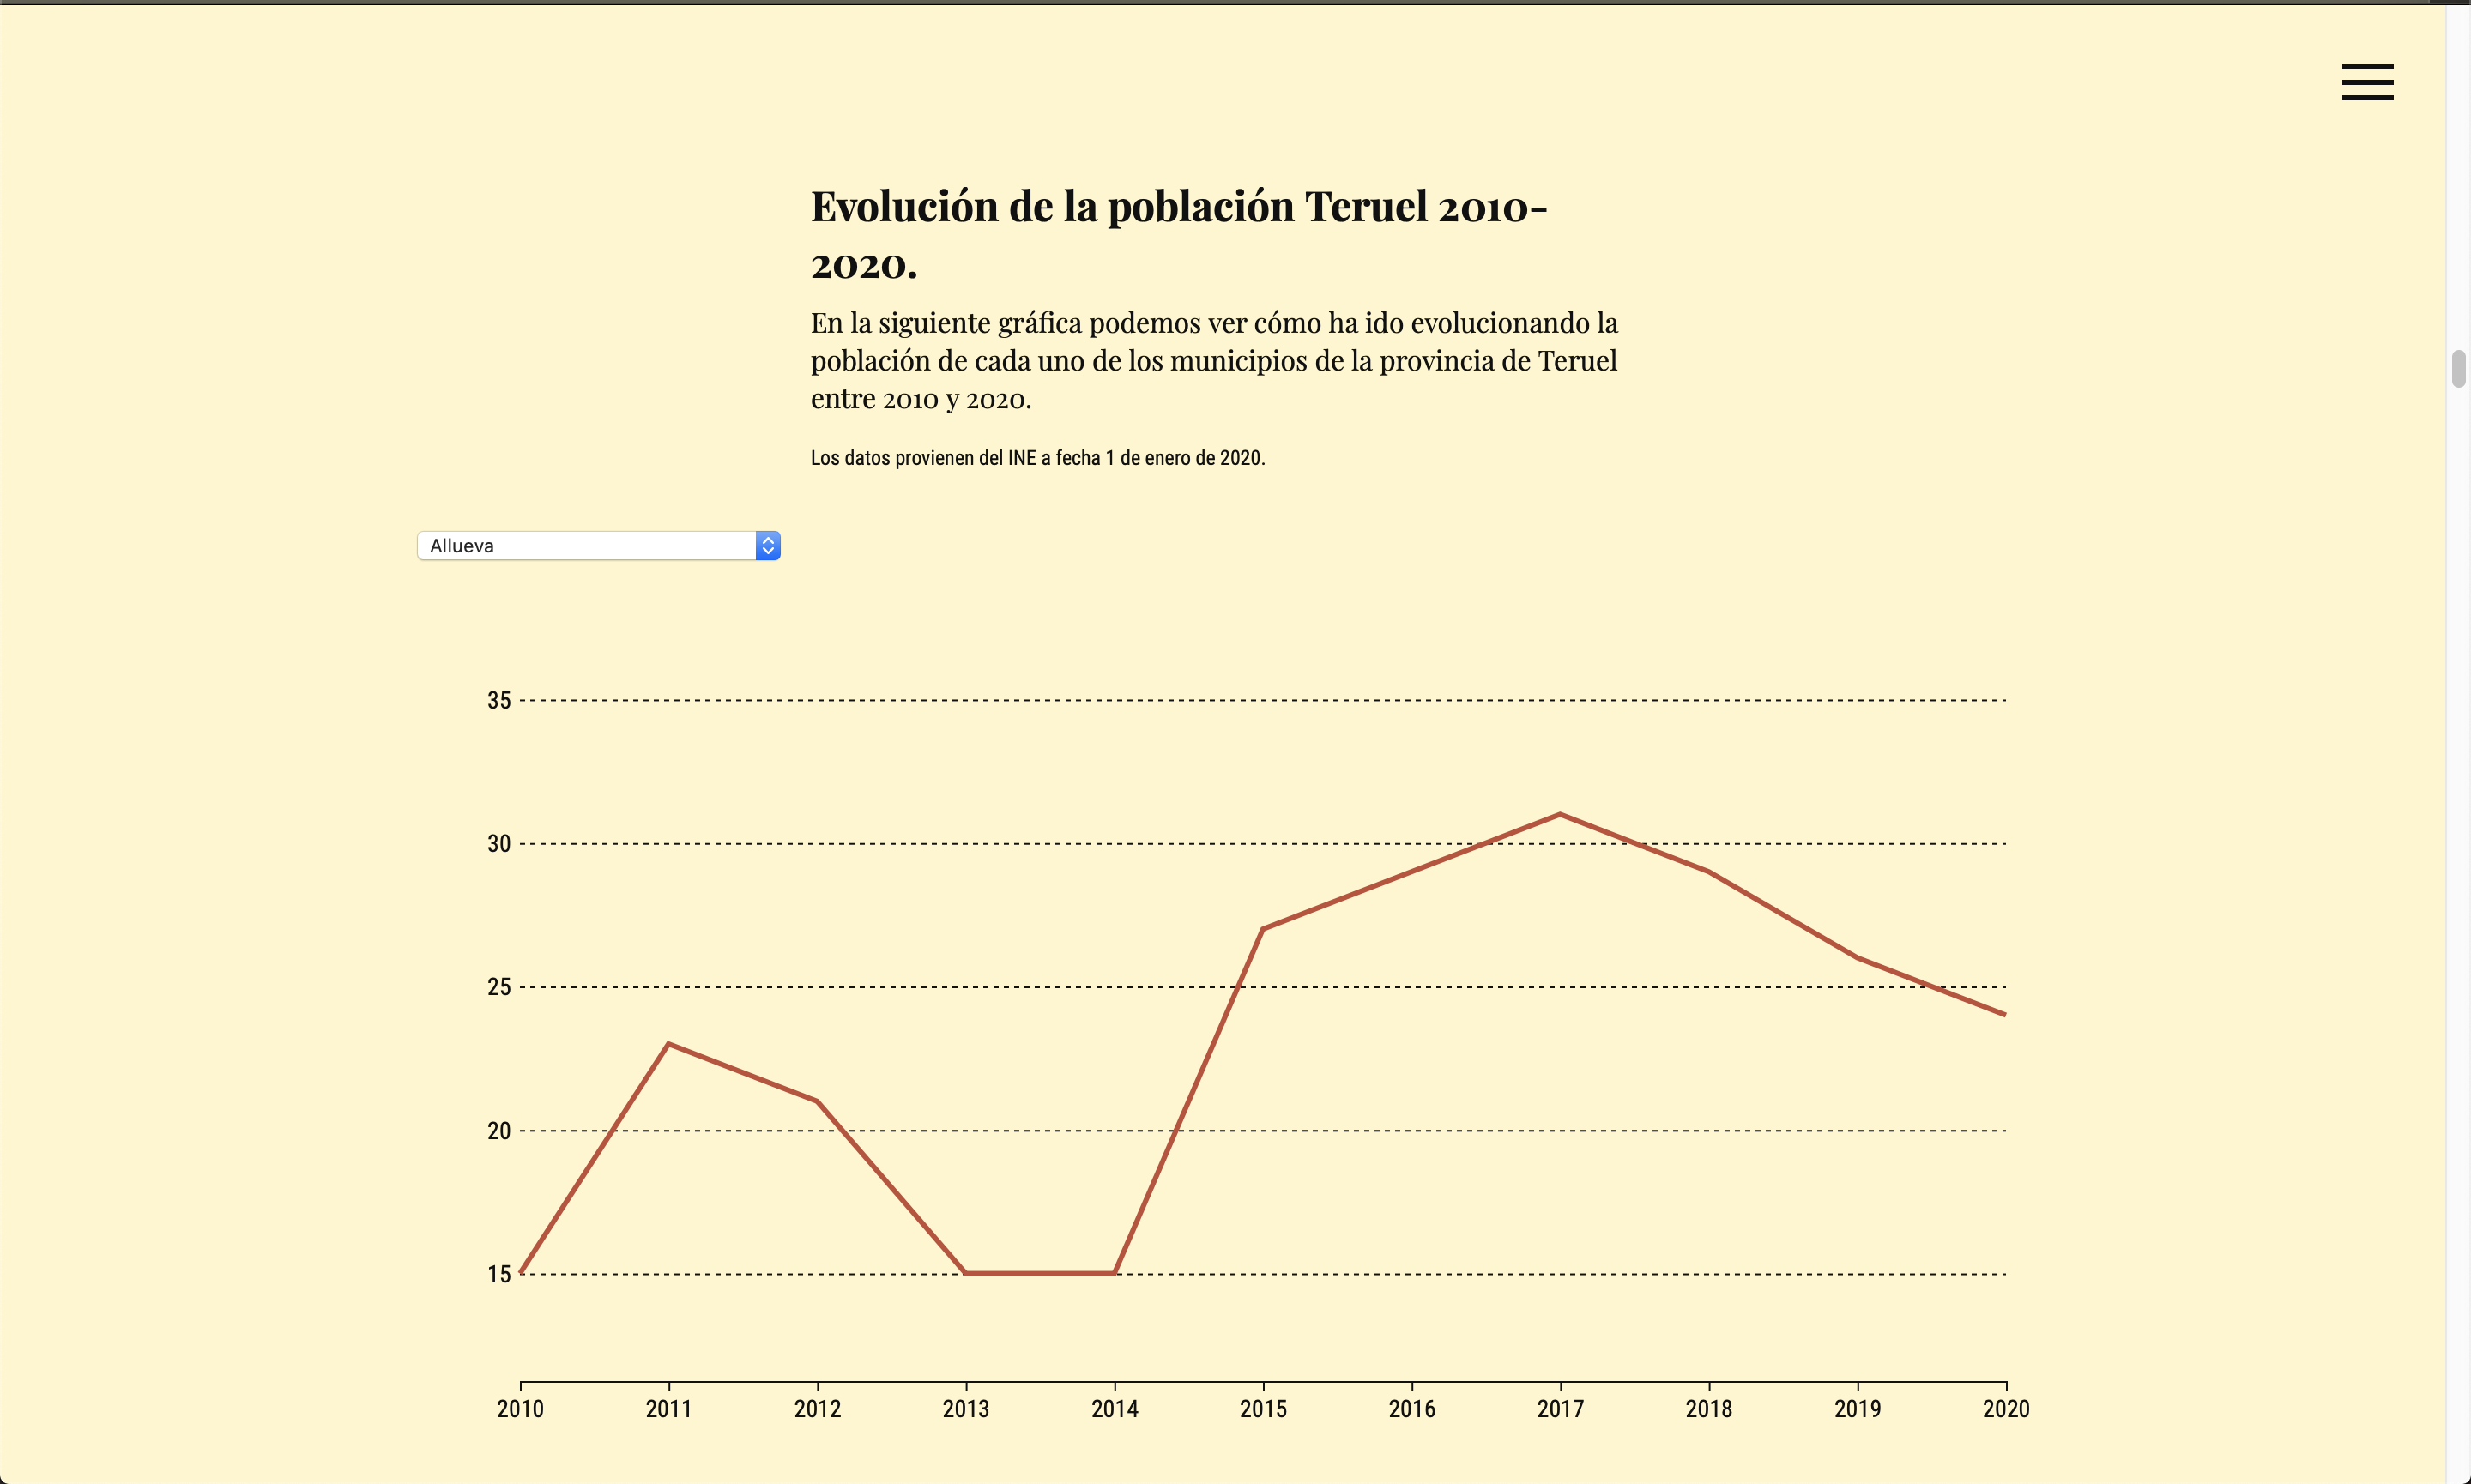 Evolución de la población Teruel 2010-
2020.
En la siguiente gráfica podemos ver cómo ha ido evolucionando la
población de cada uno de los municipios de la provincia de Teruel
entre 2010 y 2020.
Los datos provienen del INE a fecha 1 de enero de 2020.
Allueva
35
30
25
20
15
2010 2011 2012 2013 2014 2015 2016 2017 2018 2019 2020